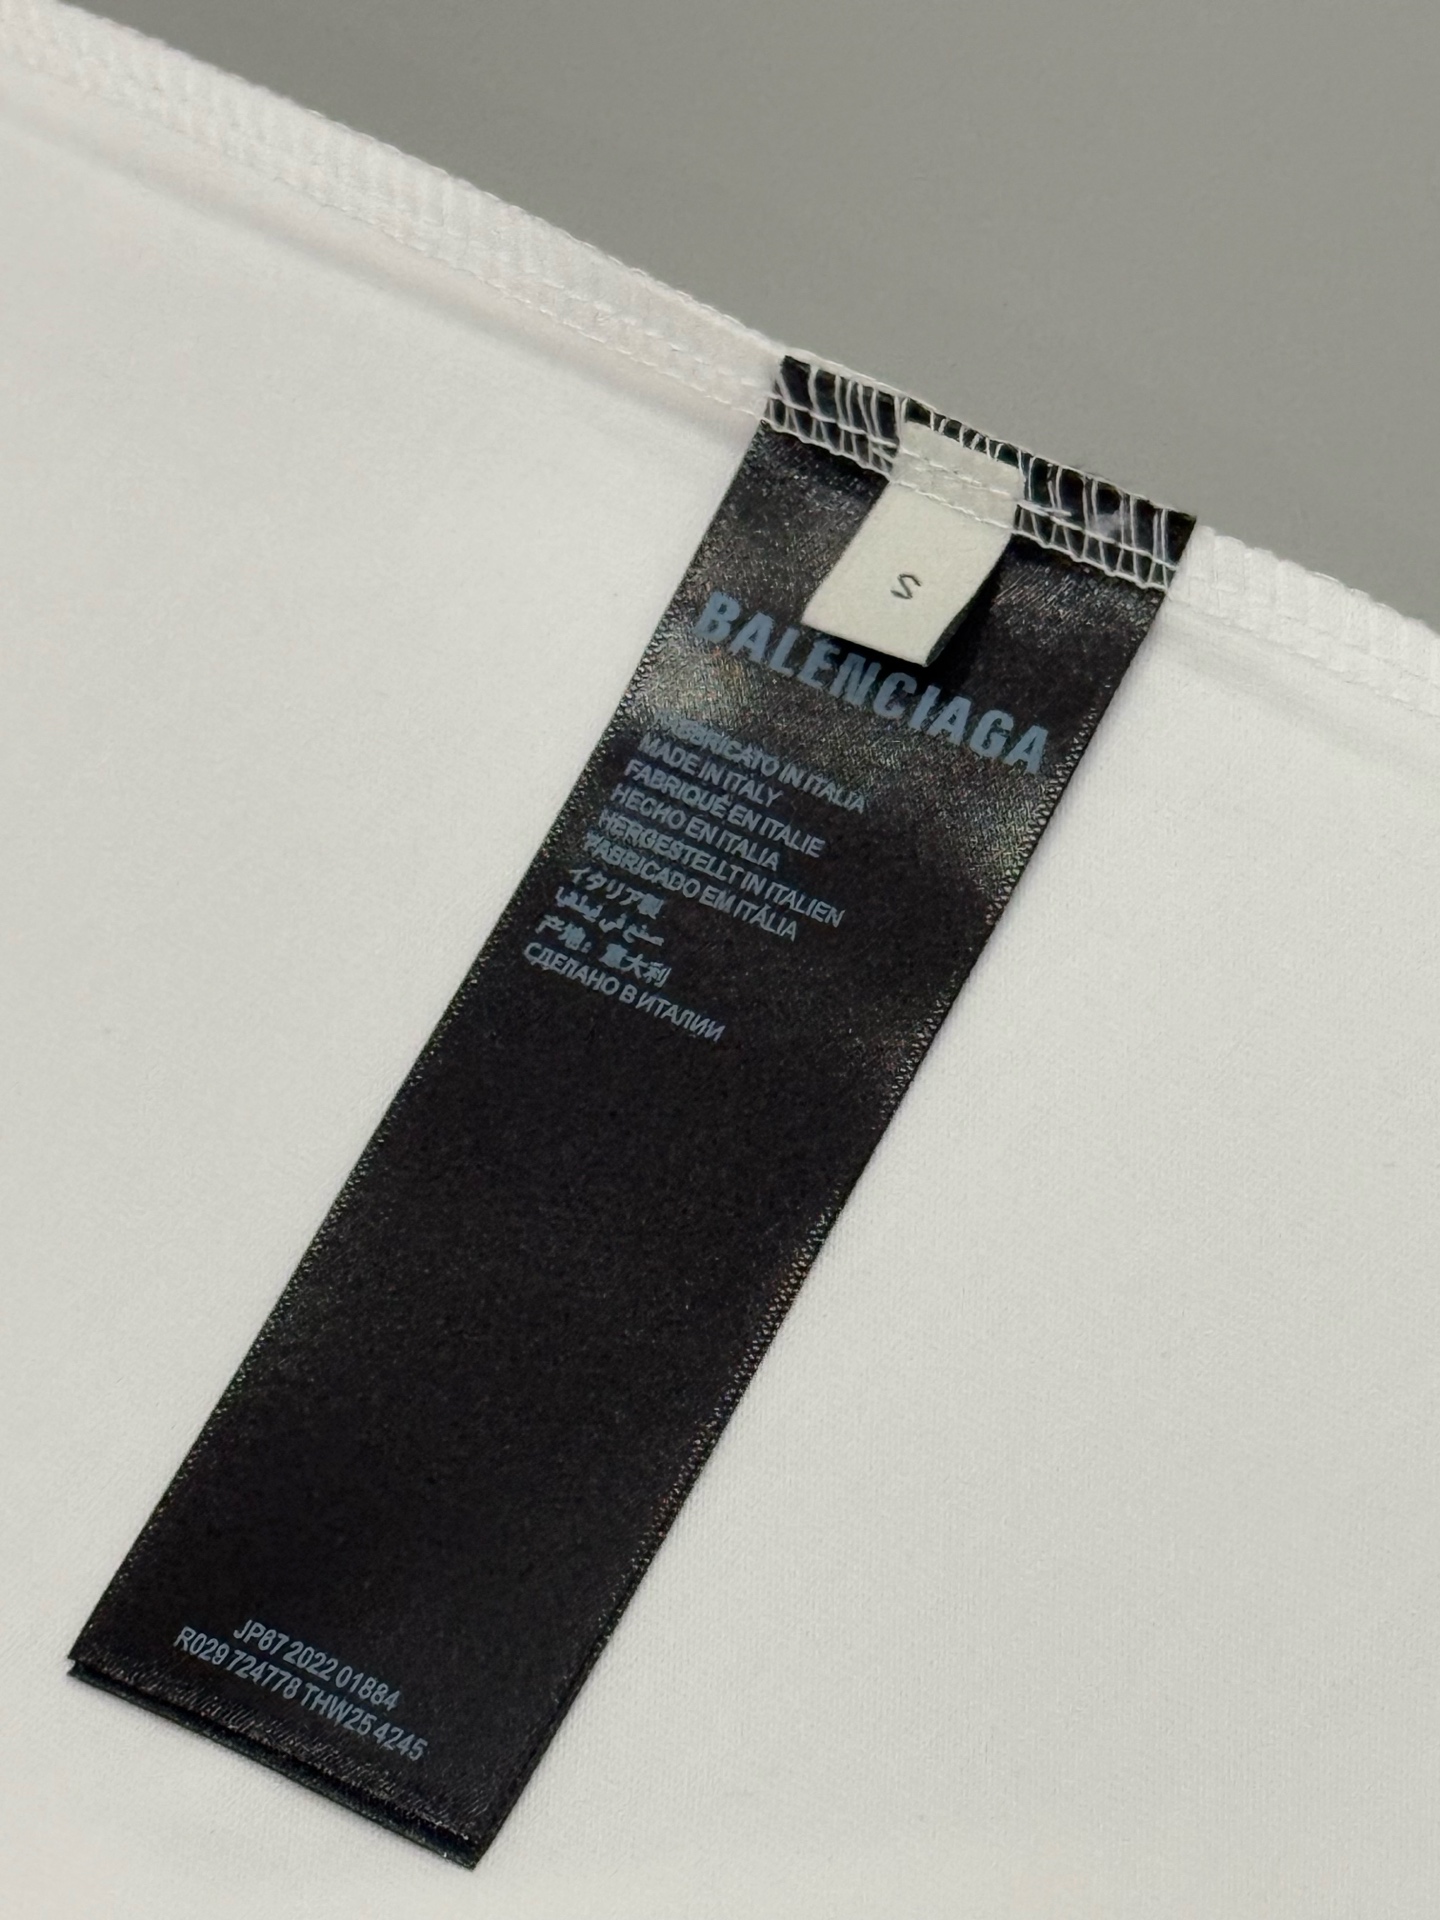 S
BALENCIAGA
FABBRICATO IN ITALIA
MADE IN ITALY
FABRIQUÉ EN ITALIE
HECHO EN ITALIA
HERGESTELLT IN ITALIEN
FABRICADO EM ITÁLIA
イタリア製
صنع في إيطاليا
产地：意大利
СДЕЛАНО В ИТАЛИИ
JP67 2022 01884
R029 724778 THW25 4245